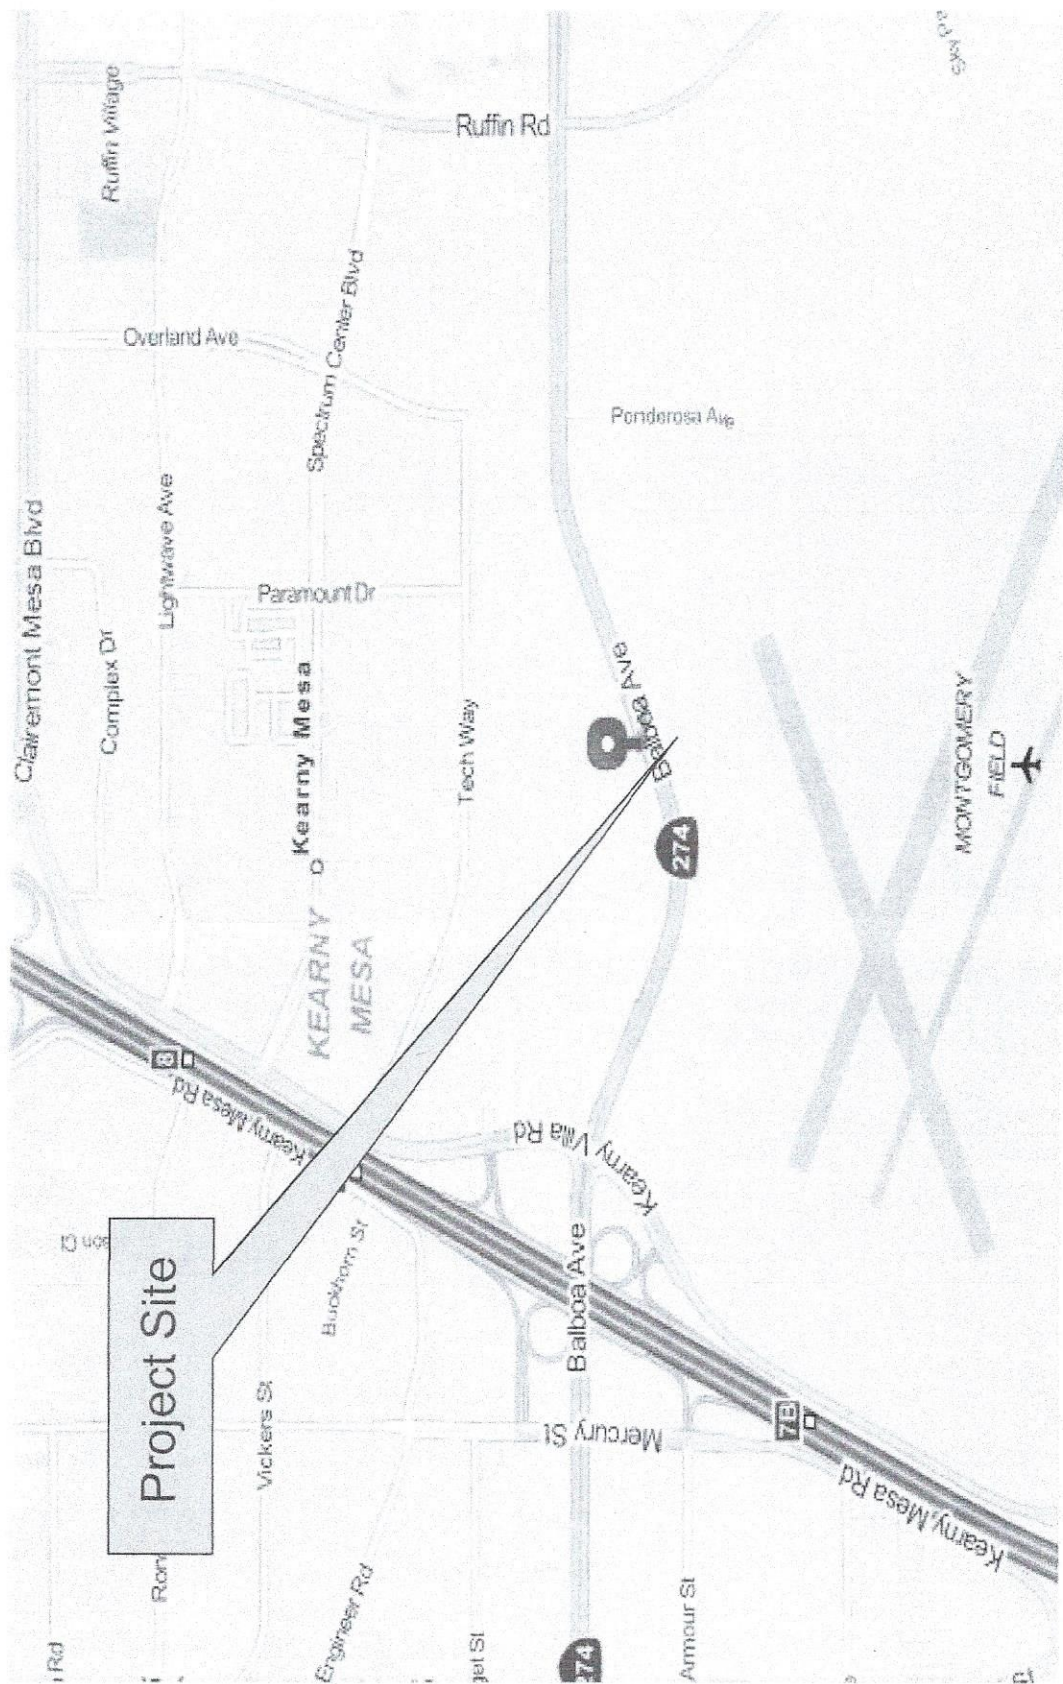 Clairemont Mesa Blvd
Ruffin Village
Overland Ave
Complex Dr
Lightwave Ave
Ruffin Rd
Spectrum Center Blvd
Paramount Dr
Kearny Mesa
KEARNY
MESA
Tech Way
Ponderosa Ave
Balboa Ave
274
MONTGOMERY
FIELD
Project Site
8
Kearny Mesa Rd
Buckhorn St
Vickers St
Engineer Rd
Kearny Villa Rd
Balboa Ave
Mercury St
274
Armour St
7B
Kearny Mesa Rd
Rd